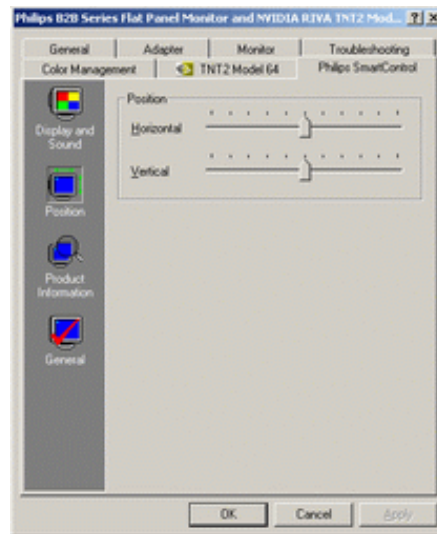 Philips B2B Series Flat Panel Monitor and NVIDIA RIVA TNT2 Mod...
General
Adapter
Monitor
Troubleshooting
Color Management
TNT2 Model 64
Philips SmartControl
Display and
Sound
Position
Product
Information
General
Position
Horizontal
Vertical
OK
Cancel
Apply